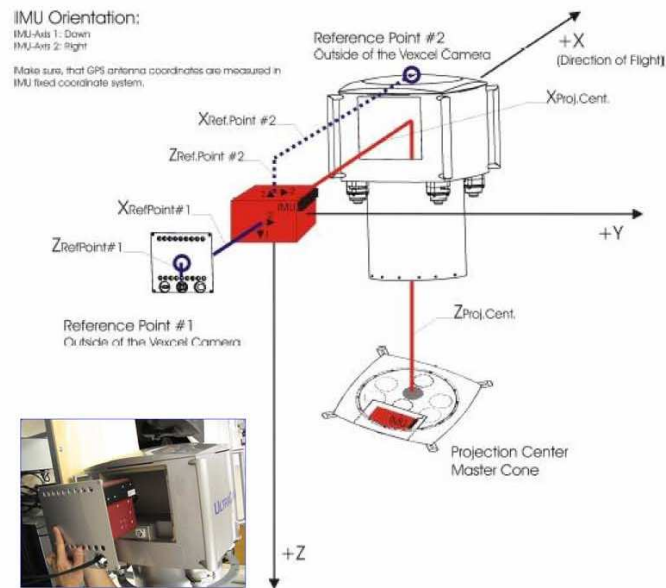 IMU Orientation:
IMU-Axis 1: Down
IMU-Axis 2: Right
Make sure, that GPS antenna coordinates are measured in
IMU fixed coordinate system.
Reference Point #2
Outside of the Vexcel Camera
+X
(Direction of Flight)
XProj.Cent.
XRef.Point #2
ZRef.Point #2
IMU
XRefPoint#1
ZRefPoint#1
+Y
Reference Point #1
Outside of the Vexcel Camera
ZProj.Cent.
IMU
Projection Center
Master Cone
+Z